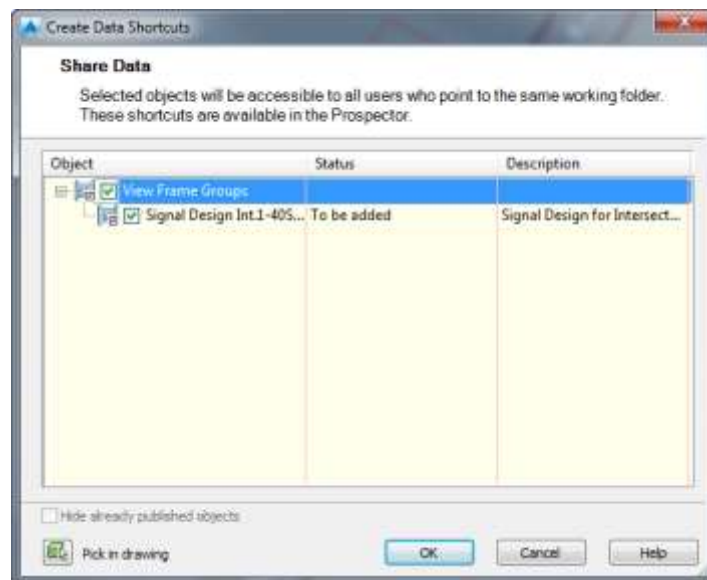 Create Data Shortcuts
Share Data
Selected objects will be accessible to all users who point to the same working folder.
These shortcuts are available in the Prospector.
Object Status Description
View Frame Groups
Signal Design Int.1-40S... To be added Signal Design for Intersect...
Hide already published objects
Pick in drawing OK Cancel Help